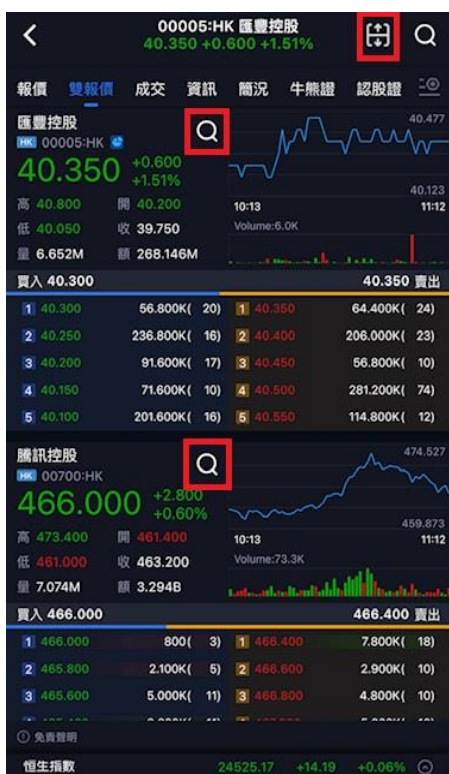 00005:HK 匯豐控股
40.350 +0.600 +1.51%
報價 雙報價 成交 資訊 簡況 牛熊證 認股證
匯豐控股
HK 00005:HK
40.350 +0.600
+1.51%
高 40.800 開 40.200
低 40.050 收 39.750
量 6.652M 額 268.146M
40.477
40.123
10:13 11:12
Volume:6.0K
買入 40.300 40.350 賣出
1 40.300 56.800K( 20) 1 40.350 64.400K( 24)
2 40.250 236.800K( 16) 2 40.400 206.000K( 23)
3 40.200 91.600K( 17) 3 40.450 56.800K( 10)
4 40.150 71.600K( 10) 4 40.500 281.200K( 74)
5 40.100 201.600K( 16) 5 40.550 114.800K( 12)
騰訊控股
HK 00700:HK
466.000 +2.800
+0.60%
高 473.400 開 461.400
低 461.000 收 463.200
量 7.074M 額 3.294B
474.527
459.873
10:13 11:12
Volume:73.3K
買入 466.000 466.400 賣出
1 466.000 800( 3) 1 466.400 7.800K( 18)
2 465.800 2.100K( 5) 2 466.600 2.900K( 10)
3 465.600 5.000K( 11) 3 466.800 4.800K( 10)
免責聲明
恒生指數 24525.17 +14.19 +0.06%